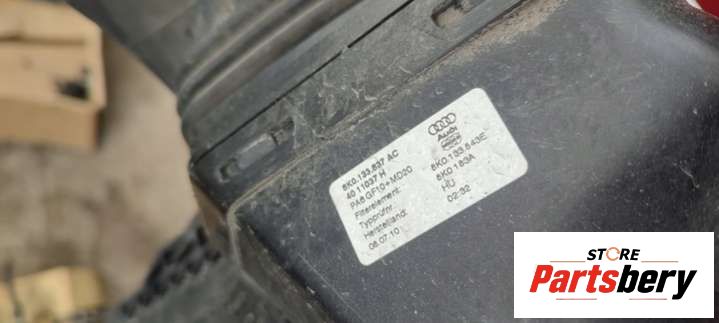 Audi
8K0.133.837 AC
40 11037 H
PA6 GF10+MD20
Filterelement: 8K0.133.843E
Typprüfnr 8K0 183A
Herstelland: HU
06.07.10 02:32
STORE
Partsbery